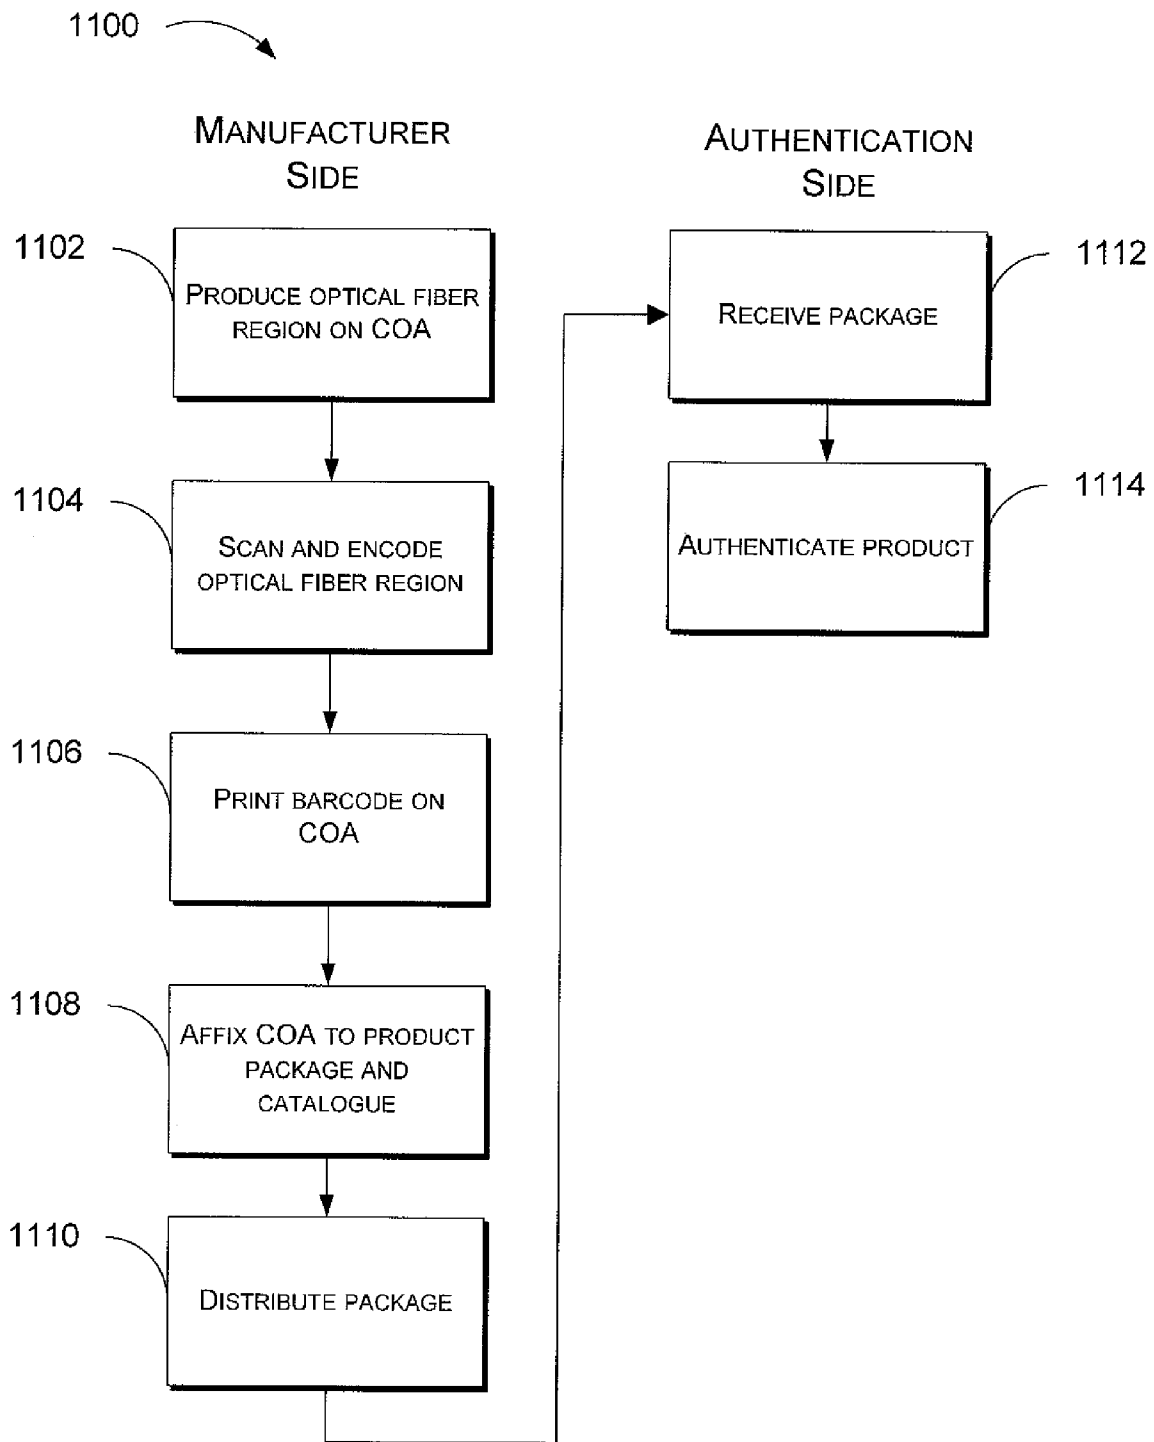 1100
MANUFACTURER
SIDE
1102
PRODUCE OPTICAL FIBER
REGION ON COA
1104
SCAN AND ENCODE
OPTICAL FIBER REGION
1106
PRINT BARCODE ON
COA
1108
AFFIX COA TO PRODUCT
PACKAGE AND
CATALOGUE
1110
DISTRIBUTE PACKAGE
AUTHENTICATION
SIDE
1112
RECEIVE PACKAGE
1114
AUTHENTICATE PRODUCT